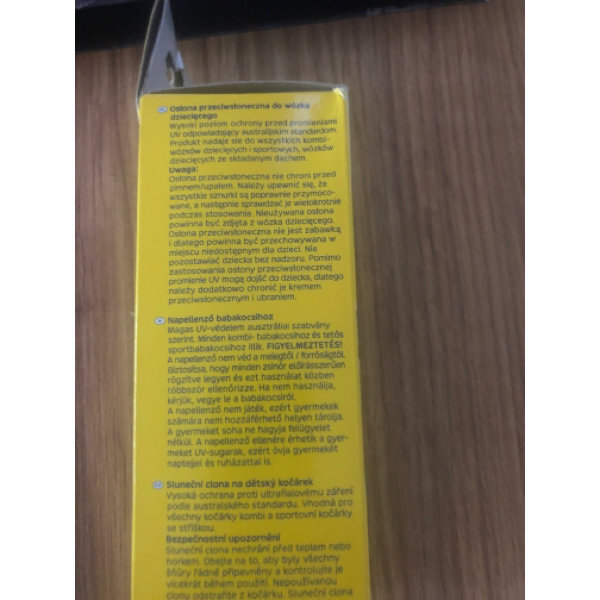 PL Osłona przeciwsłoneczna do wózka
dziecięcego
Wysoki poziom ochrony przed promieniami
UV odpowiadający australijskim standardom.
Produkt nadaje się do wszystkich kombi-
wózków dziecięcych i sportowych, wózków
dziecięcych ze składanym dachem.
Uwaga:
Osłona przeciwsłoneczna nie chroni przed
zimnem/upałem. Należy upewnić się, że
wszystkie sznurki są poprawnie przymoco-
wane, a następnie sprawdzać je wielokrotnie
podczas stosowania. Nieużywana osłona
powinna być zdjęta z wózka dziecięcego.
Osłona przeciwsłoneczna nie jest zabawką
i dlatego powinna być przechowywana w
miejscu niedostępnym dla dzieci. Nie
pozostawiać dziecka bez nadzoru. Pomimo
zastosowania osłony przeciwsłonecznej
promienie UV mogą dojść do dziecka, dlatego
należy dodatkowo chronić je kremem
przeciwsłonecznym i ubraniem.
Napellenző babakocsihoz
Magas UV-védelem ausztráliai szabvány
szerint. Minden kombi- babakocsihoz és tetős
sportbabakocsihoz illik. FIGYELMEZTETÉS!
A napellenző nem véd a melegtől / forróságtól.
Biztosítsa, hogy minden zsinór előírásszerűen
rögzítve legyen és ezt használat közben
többször ellenőrizze. Ha nem használja,
kérjük, vegye le a babakocsiról.
A napellenző nem játék, ezért gyermekek
számára nem hozzáférhető helyen tárolja.
A gyermeket soha ne hagyja felügyelet
nélkül. A napellenző ellenére érhetik a gyer-
meket UV-sugarak, ezért óvja gyermekét
naptejjel és ruházattal is.
Sluneční clona na dětský kočárek
Vysoká ochrana proti ultrafialovému záření
podle australského standardu. Vhodná pro
všechny kočárky kombi a sportovní kočárky
se stříškou.
Bezpečnostní upozornění
Sluneční clona nechrání před teplem nebo
horkem. Dbejte na to, aby byly všechny
šňůry řádně připevněny a kontrolujte je
vícekrát během použití. Nepoužívanou
clonu odstraňte z kočárku. Sluneční clona